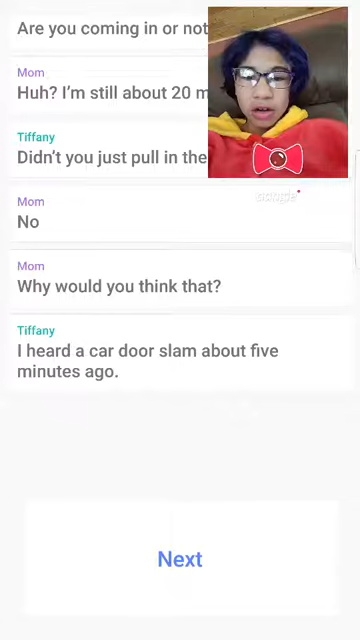 Are you coming in or not
Mom
Huh? I'm still about 20 m
Tiffany
Didn't you just pull in the
Mom
No
Mom
Why would you think that?
Tiffany
I heard a car door slam about five
minutes ago.
Next